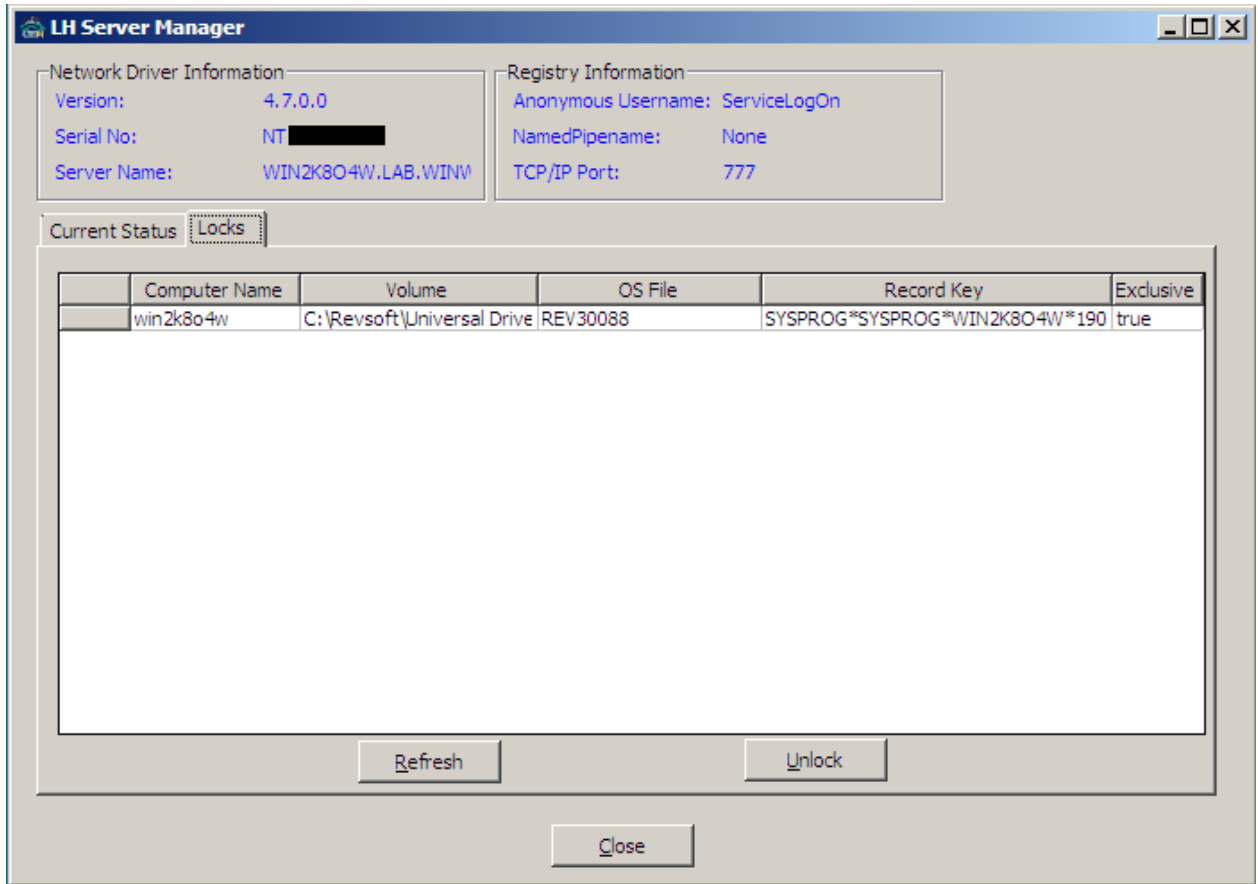 LH Server Manager
Network Driver Information
Version: 4.7.0.0
Serial No: NT
Server Name: WIN2K8O4W.LAB.WINW
Registry Information
Anonymous Username: ServiceLogOn
NamedPipename: None
TCP/IP Port: 777
Current Status Locks
Computer Name Volume OS File Record Key Exclusive
win2k8o4w C:\Revsoft\Universal Drive REV30088 SYSPROG*SYSPROG*WIN2K8O4W*190 true
Refresh Unlock
Close